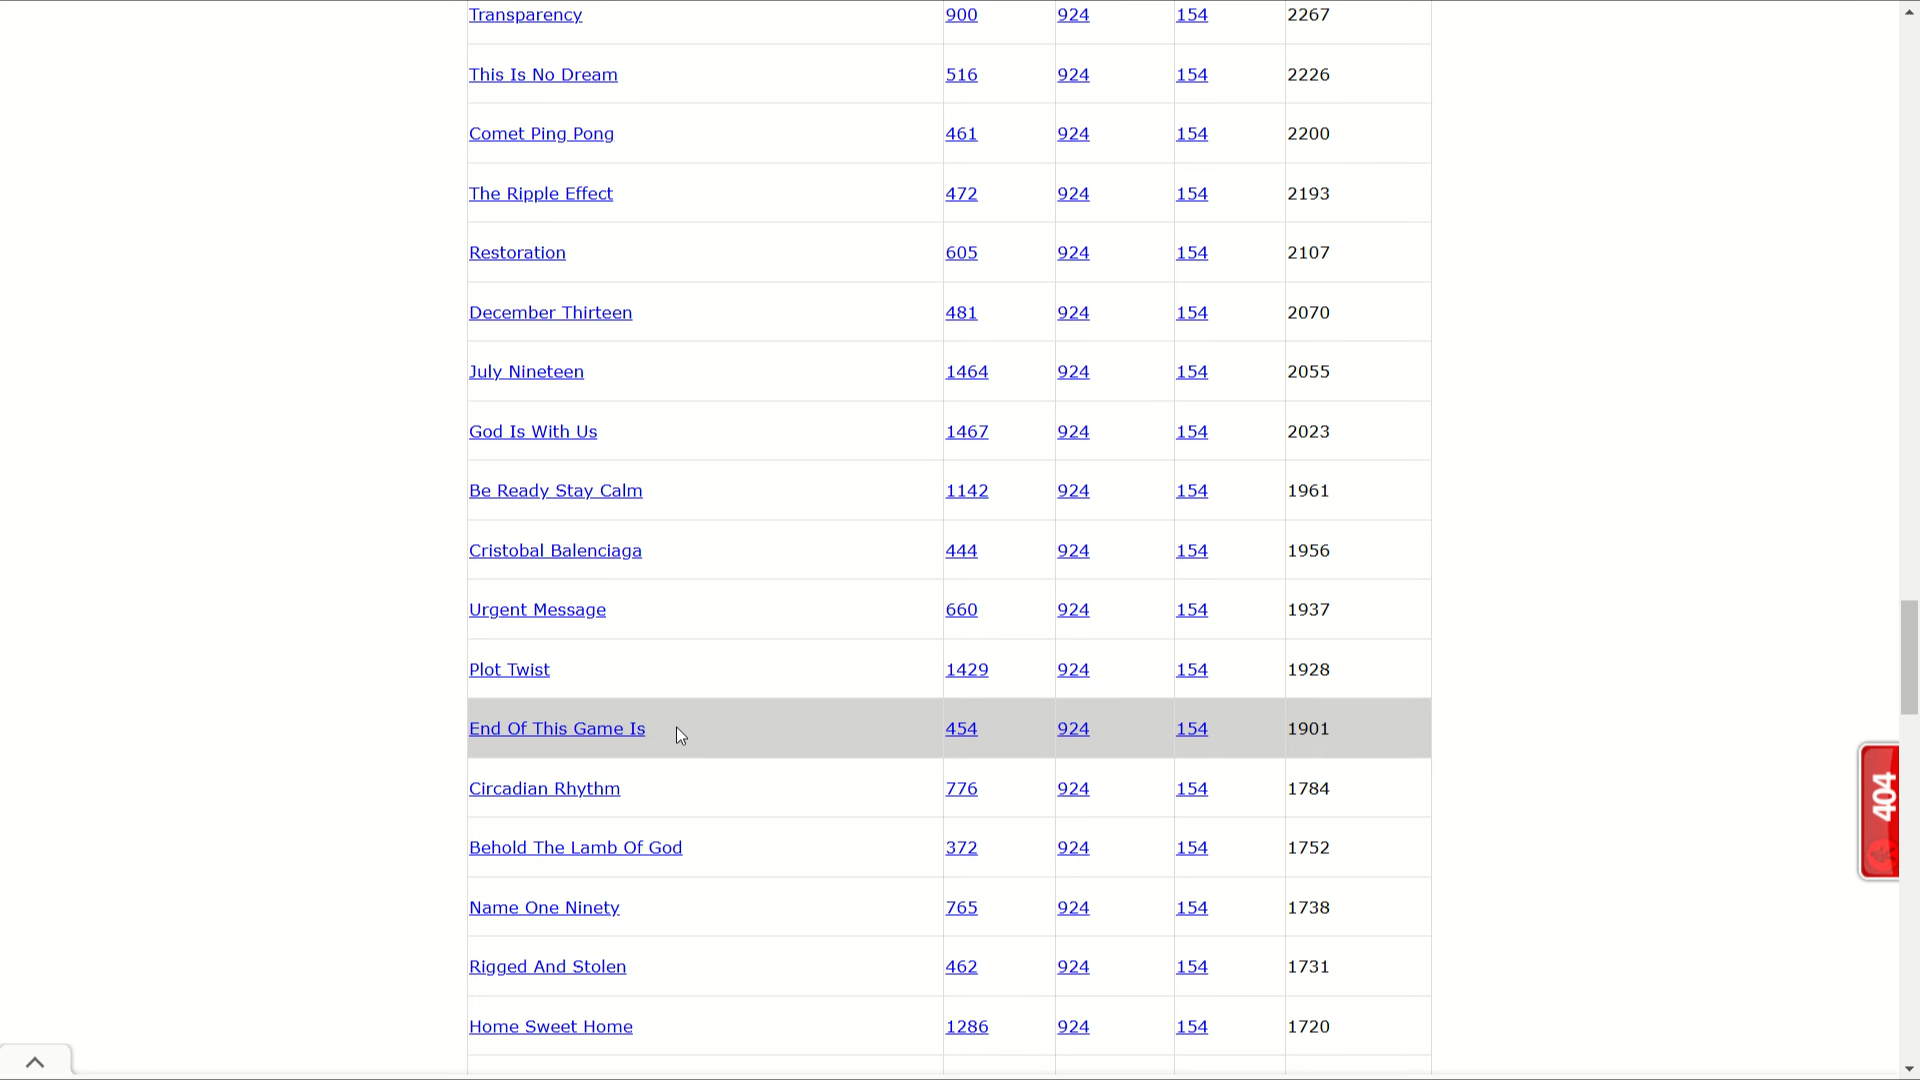 Transparency 900 924 154 2267
This Is No Dream 516 924 154 2226
Comet Ping Pong 461 924 154 2200
The Ripple Effect 472 924 154 2193
Restoration 605 924 154 2107
December Thirteen 481 924 154 2070
July Nineteen 1464 924 154 2055
God Is With Us 1467 924 154 2023
Be Ready Stay Calm 1142 924 154 1961
Cristobal Balenciaga 444 924 154 1956
Urgent Message 660 924 154 1937
Plot Twist 1429 924 154 1928
End Of This Game Is 454 924 154 1901
Circadian Rhythm 776 924 154 1784
404
Behold The Lamb Of God 372 924 154 1752
Name One Ninety 765 924 154 1738
Rigged And Stolen 462 924 154 1731
Home Sweet Home 1286 924 154 1720